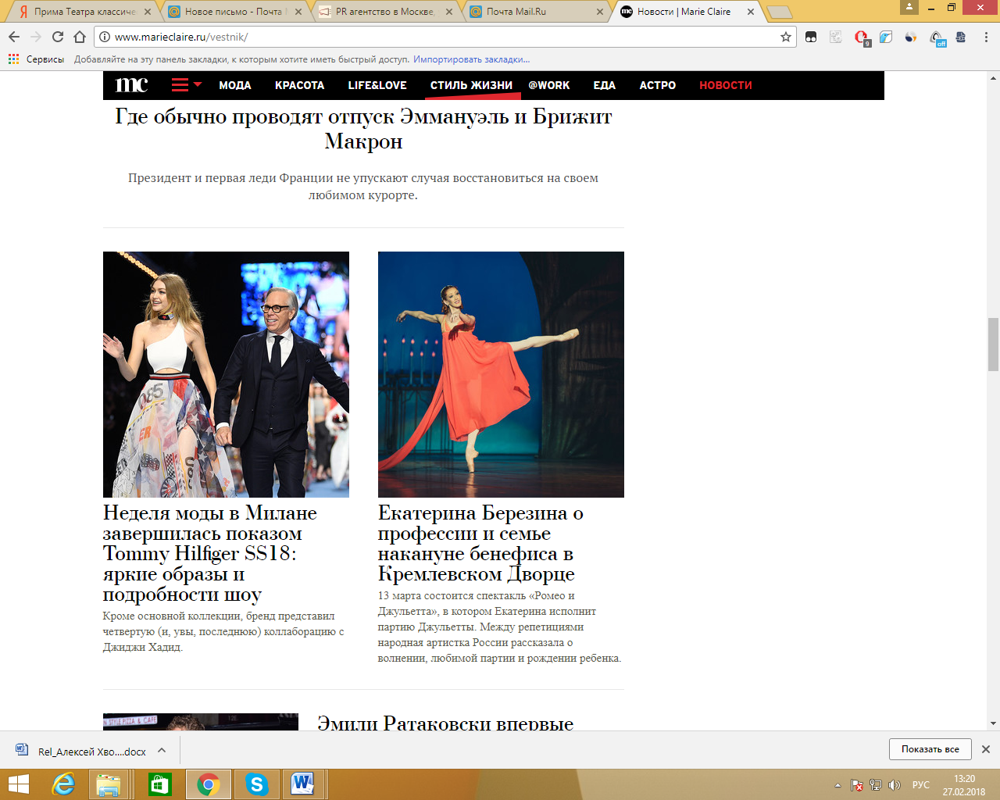 Прима Театра классичес
Новое письмо - Почта М
PR агентство в Москве,
Почта Mail.Ru
Новости | Marie Claire
www.marieclaire.ru/vestnik/
9
off
Сервисы
Добавляйте на эту панель закладки, к которым хотите иметь быстрый доступ. Импортировать закладки...
mc
МОДА
КРАСОТА
LIFE&LOVE
СТИЛЬ ЖИЗНИ
@WORK
ЕДА
АСТРО
НОВОСТИ
Где обычно проводят отпуск Эммануэль и Брижит
Макрон
Президент и первая леди Франции не упускают случая восстановиться на своем
любимом курорте.
Неделя моды в Милане
завершилась показом
Tommy Hilfiger SS18:
яркие образы и
подробности шоу
Кроме основной коллекции, бренд представил
четвертую (и, увы, последнюю) коллаборацию с
Джиджи Хадид.
Екатерина Березина о
профессии и семье
накануне бенефиса в
Кремлевском Дворце
13 марта состоится спектакль «Ромео и
Джульетта», в котором Екатерина исполнит
партию Джульетты. Между репетициями
народная артистка России рассказала о
волнении, любимой партии и рождении ребенка.
STYLE PIZZA & CAFE
Эмили Ратаковски впервые
Rel_Алексей Хво....docx
Показать все
РУС
13:20
27.02.2018